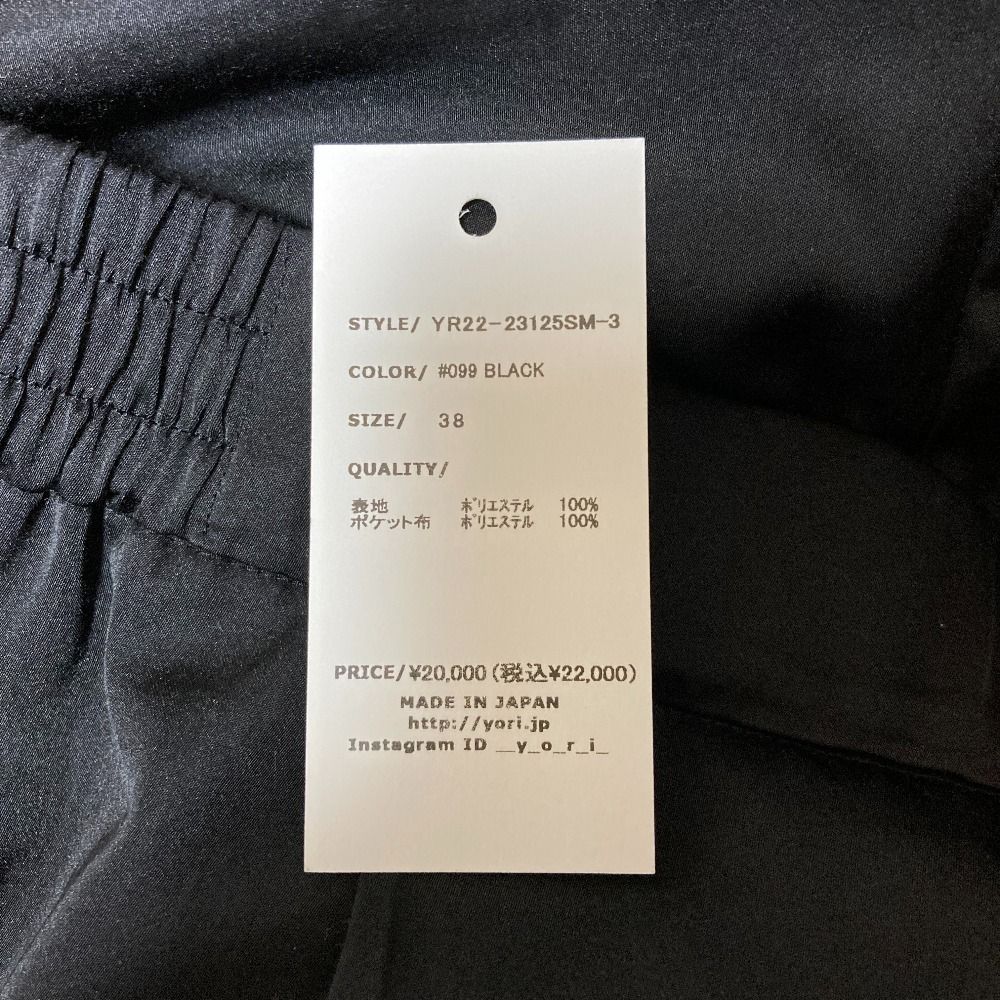 STYLE/ YR22-23125SM-3
COLOR/ #099 BLACK
SIZE/ 38
QUALITY/
表地 ﾎﾟﾘｴｽﾃﾙ 100%
ポケット布 ﾎﾟﾘｴｽﾃﾙ 100%
PRICE/¥20,000(税込¥22,000)
MADE IN JAPAN
http://yori.jp
Instagram ID __y_o_r_i_